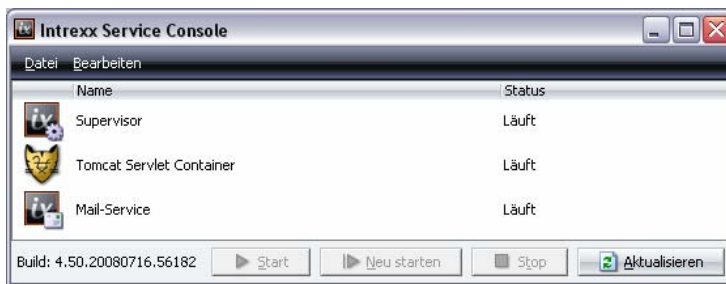 Intrexx Service Console
Datei Bearbeiten
Name Status
Supervisor Läuft
Tomcat Servlet Container Läuft
Mail-Service Läuft
Build: 4.50.20080716.56182 Start Neu starten Stop Aktualisieren